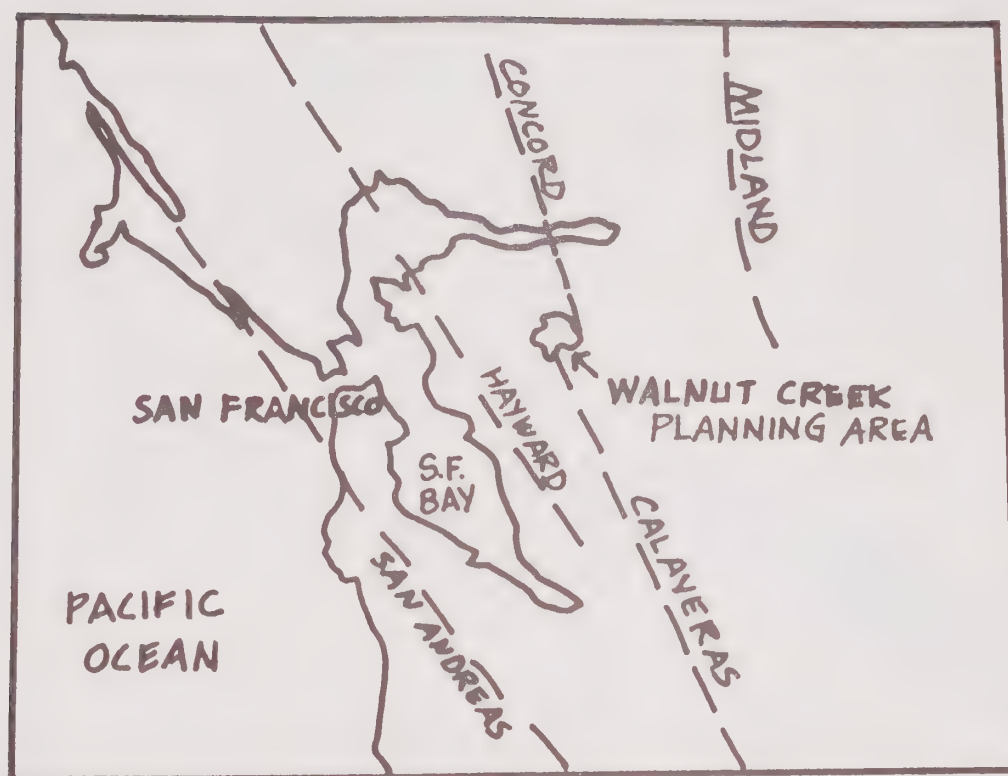 CONCORD
MIDLAND
SAN FRANCISCO
HAYWARD
WALNUT CREEK
PLANNING AREA
S.F.
BAY
CALAVERAS
SAN ANDREAS
PACIFIC
OCEAN